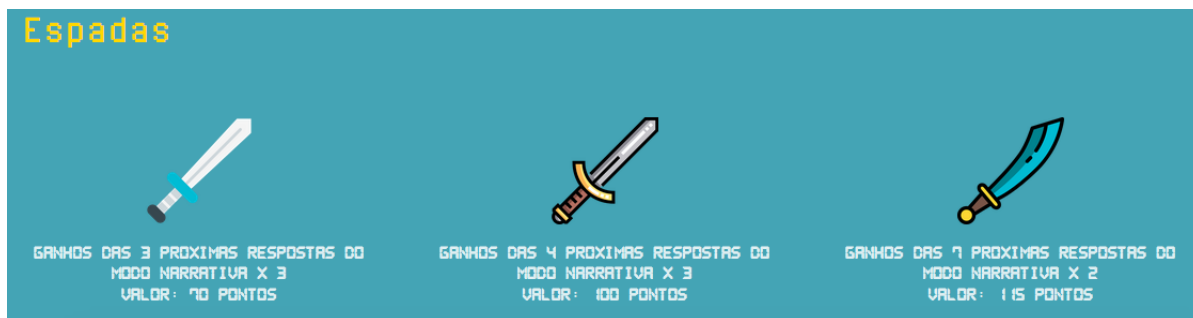 Espadas
GANHOS DAS 3 PROXIMAS RESPOSTAS DO
MODO NARRATIVA X 3
VALOR: 70 PONTOS
GANHOS DAS 4 PROXIMAS RESPOSTAS DO
MODO NARRATIVA X 3
VALOR: 100 PONTOS
GANHOS DAS 7 PROXIMAS RESPOSTAS DO
MODO NARRATIVA X 2
VALOR: 115 PONTOS